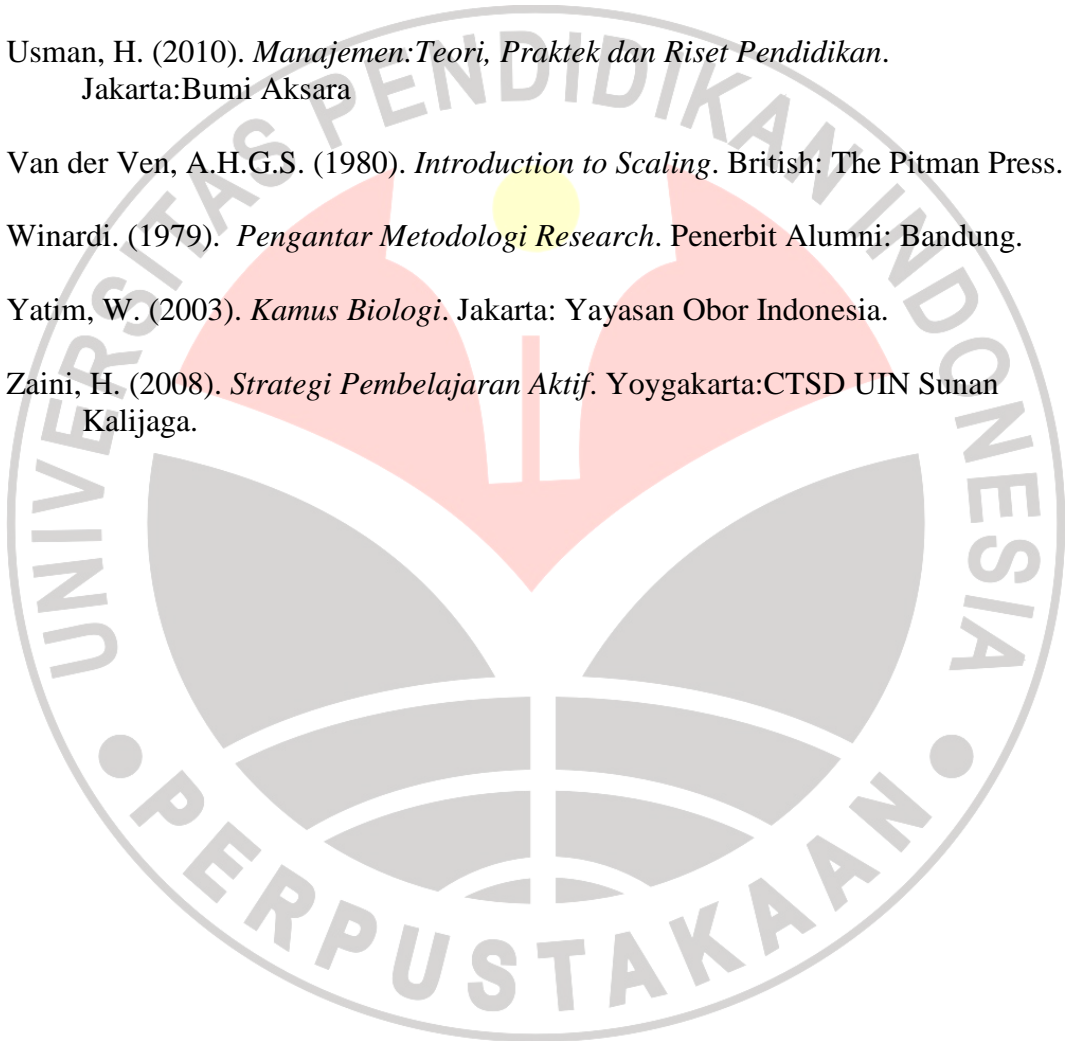 Usman, H. (2010). Manajemen:Teori, Praktek dan Riset Pendidikan.
Jakarta:Bumi Aksara
Van der Ven, A.H.G.S. (1980). Introduction to Scaling. British: The Pitman Press.
Winardi. (1979). Pengantar Metodologi Research. Penerbit Alumni: Bandung.
Yatim, W. (2003). Kamus Biologi. Jakarta: Yayasan Obor Indonesia.
Zaini, H. (2008). Strategi Pembelajaran Aktif. Yoygakarta:CTSD UIN Sunan
Kalijaga.
UNIVERSITAS PENDIDIKAN INDONESIA
PERPUSTAKAAN